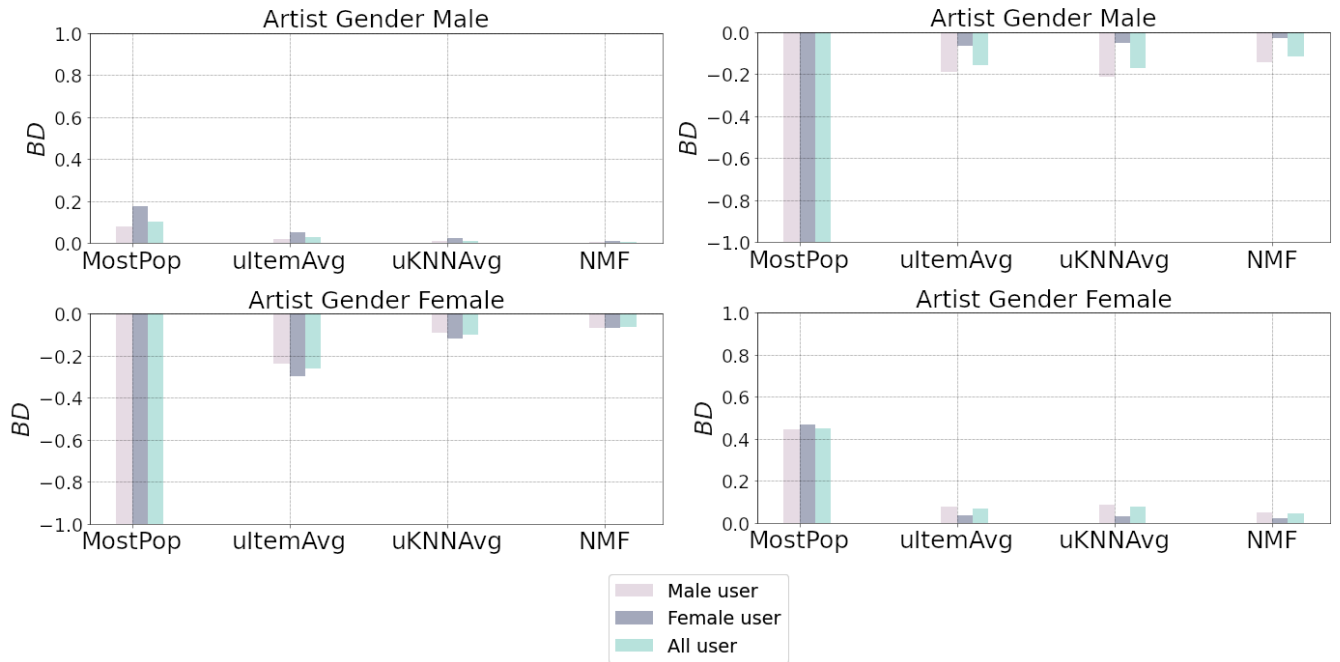 Artist Gender Male
1.0
0.8
0.6
0.4
0.2
0.0
BD
MostPop uItemAvg uKNNAvg NMF
Artist Gender Male
0.0
−0.2
−0.4
−0.6
−0.8
−1.0
BD
MostPop uItemAvg uKNNAvg NMF
Artist Gender Female
0.0
−0.2
−0.4
−0.6
−0.8
−1.0
BD
MostPop uItemAvg uKNNAvg NMF
Artist Gender Female
1.0
0.8
0.6
0.4
0.2
0.0
BD
MostPop uItemAvg uKNNAvg NMF
Male user
Female user
All user